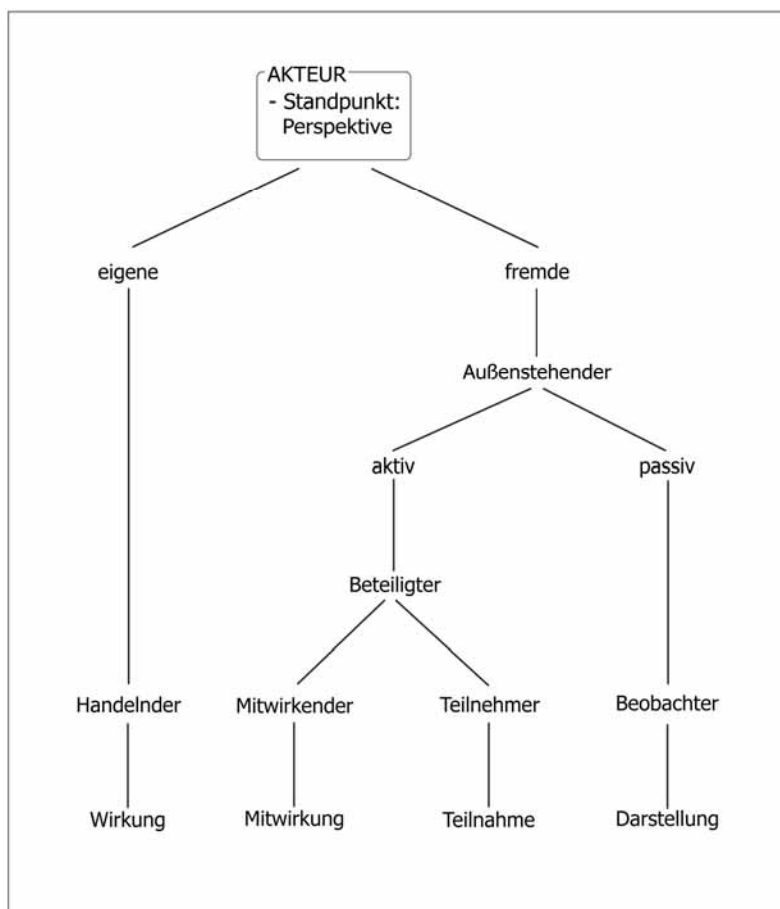 AKTEUR
- Standpunkt:
Perspektive
eigene
fremde
Außenstehender
aktiv
passiv
Beteiligter
Handelnder
Mitwirkender
Teilnehmer
Beobachter
Wirkung
Mitwirkung
Teilnahme
Darstellung